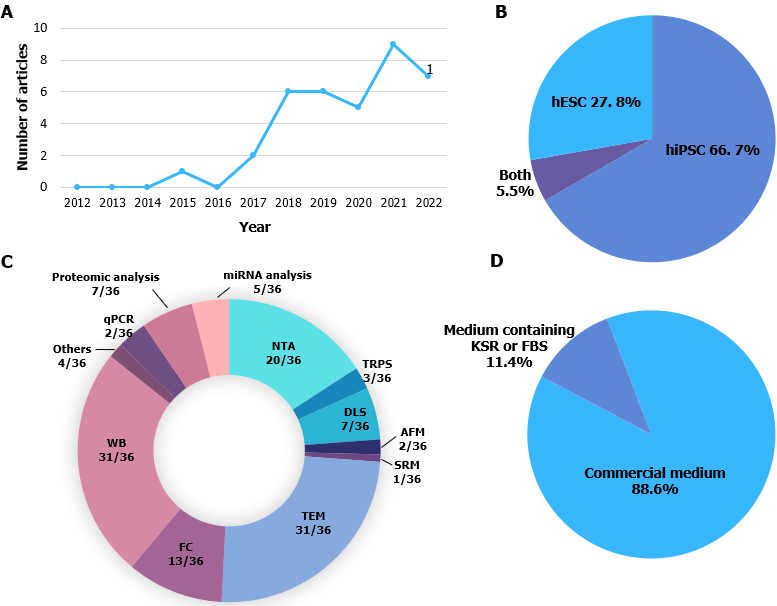 A
10
8
6
4
2
0
Number of articles
1
2012 2013 2014 2015 2016 2017 2018 2019 2020 2021 2022
Year
B
hESC 27. 8%
hiPSC 66. 7%
Both
5.5%
C
Proteomic analysis
7/36
miRNA analysis
5/36
qPCR
2/36
Others
4/36
NTA
20/36
TRPS
3/36
DLS
7/36
AFM
2/36
SRM
1/36
WB
31/36
TEM
31/36
FC
13/36
D
Medium containing
KSR or FBS
11.4%
Commercial medium
88.6%